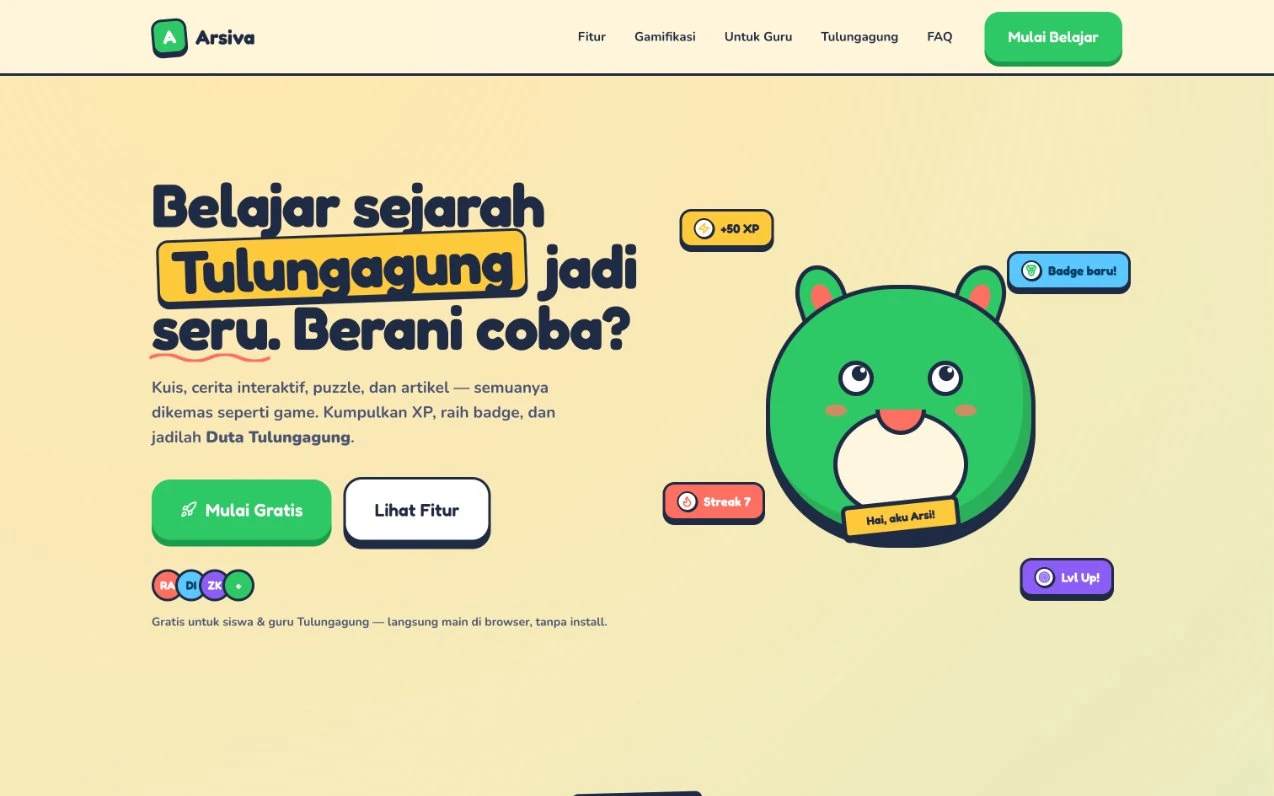 A Arsiva
Fitur
Gamifikasi
Untuk Guru
Tulungagung
FAQ
Mulai Belajar
Belajar sejarah
Tulungagung jadi
seru. Berani coba?
Kuis, cerita interaktif, puzzle, dan artikel — semuanya
dikemas seperti game. Kumpulkan XP, raih badge, dan
jadilah Duta Tulungagung.
Mulai Gratis
Lihat Fitur
RA
DI
ZK
+
Gratis untuk siswa & guru Tulungagung — langsung main di browser, tanpa install.
+50 XP
Badge baru!
Streak 7
Hai, aku Arsi!
Lvl Up!